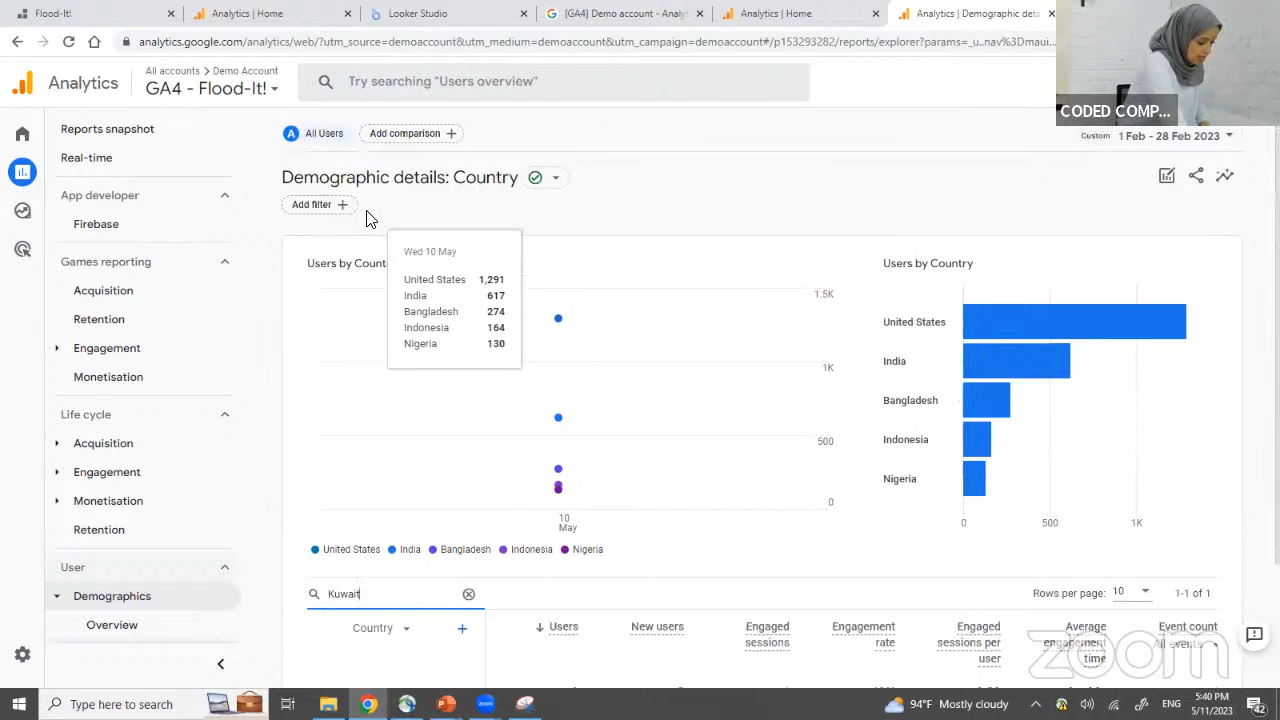 Flood-It
Analytics | Home
Looker Studio
[GA4] Demo account - Analy
Analytics | Home
Analytics | Demographic deta
analytics.google.com/analytics/web/?utm_source=demoaccount&utm_medium=demoaccount&utm_campaign=demoaccount#/p153293282/reports/explorer?params=_u..nav%3Dmaui
Analytics
All accounts > Demo Account
GA4 - Flood-It!
Try searching "Users overview"
CODED COMP...
Reports snapshot
Real-time
App developer
Firebase
Games reporting
Acquisition
Retention
Engagement
Monetisation
Life cycle
Acquisition
Engagement
Monetisation
Retention
User
Demographics
Overview
A All Users
Add comparison +
Custom 1 Feb - 28 Feb 2023
Demographic details: Country
Add filter +
Users by Count
Wed 10 May
United States 1,291
India 617
Bangladesh 274
Indonesia 164
Nigeria 130
1.5K
1K
500
0
10
May
United States India Bangladesh Indonesia Nigeria
Users by Country
United States
India
Bangladesh
Indonesia
Nigeria
0 500 1K
Kuwait
Rows per page: 10 1-1 of 1
Country
Users
New users
Engaged
sessions
Engagement
rate
Engaged
sessions per
user
Average
engagement
time
Event count
All events
zoom
Type here to search
94°F Mostly cloudy
ENG
5:40 PM
5/11/2023
42